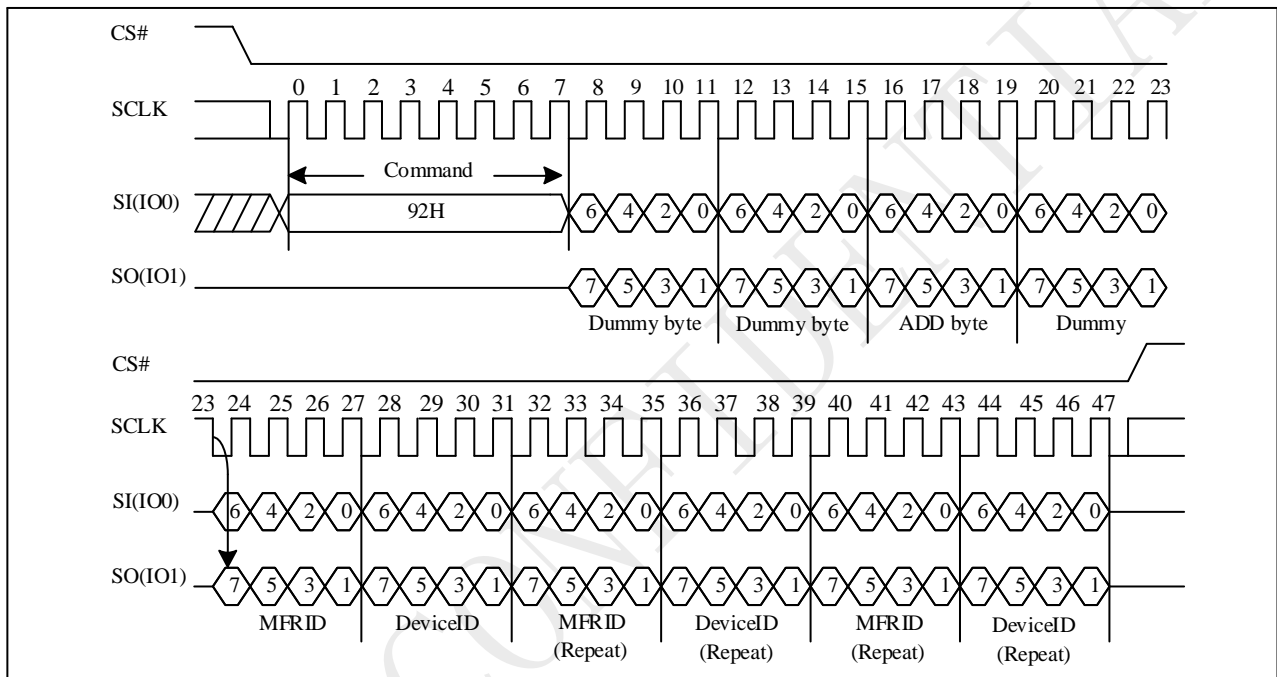 CS#
0 1 2 3 4 5 6 7 8 9 10 11 12 13 14 15 16 17 18 19 20 21 22 23
SCLK
Command
SI(IO0)
92H
6 4 2 0 6 4 2 0 6 4 2 0 6 4 2 0
SO(IO1)
7 5 3 1 7 5 3 1 7 5 3 1 7 5 3 1
Dummy byte Dummy byte ADD byte Dummy
CS#
23 24 25 26 27 28 29 30 31 32 33 34 35 36 37 38 39 40 41 42 43 44 45 46 47
SCLK
SI(IO0)
6 4 2 0 6 4 2 0 6 4 2 0 6 4 2 0 6 4 2 0 6 4 2 0
SO(IO1)
7 5 3 1 7 5 3 1 7 5 3 1 7 5 3 1 7 5 3 1 7 5 3 1
MFRID DeviceID MFRID DeviceID MFRID DeviceID
(Repeat) (Repeat) (Repeat) (Repeat)
CONFIDENTIA